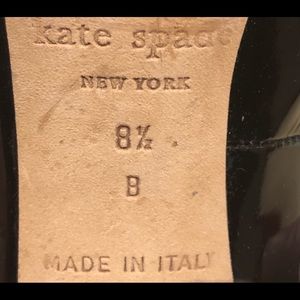 kate spade
NEW YORK
8½
B
MADE IN ITALY